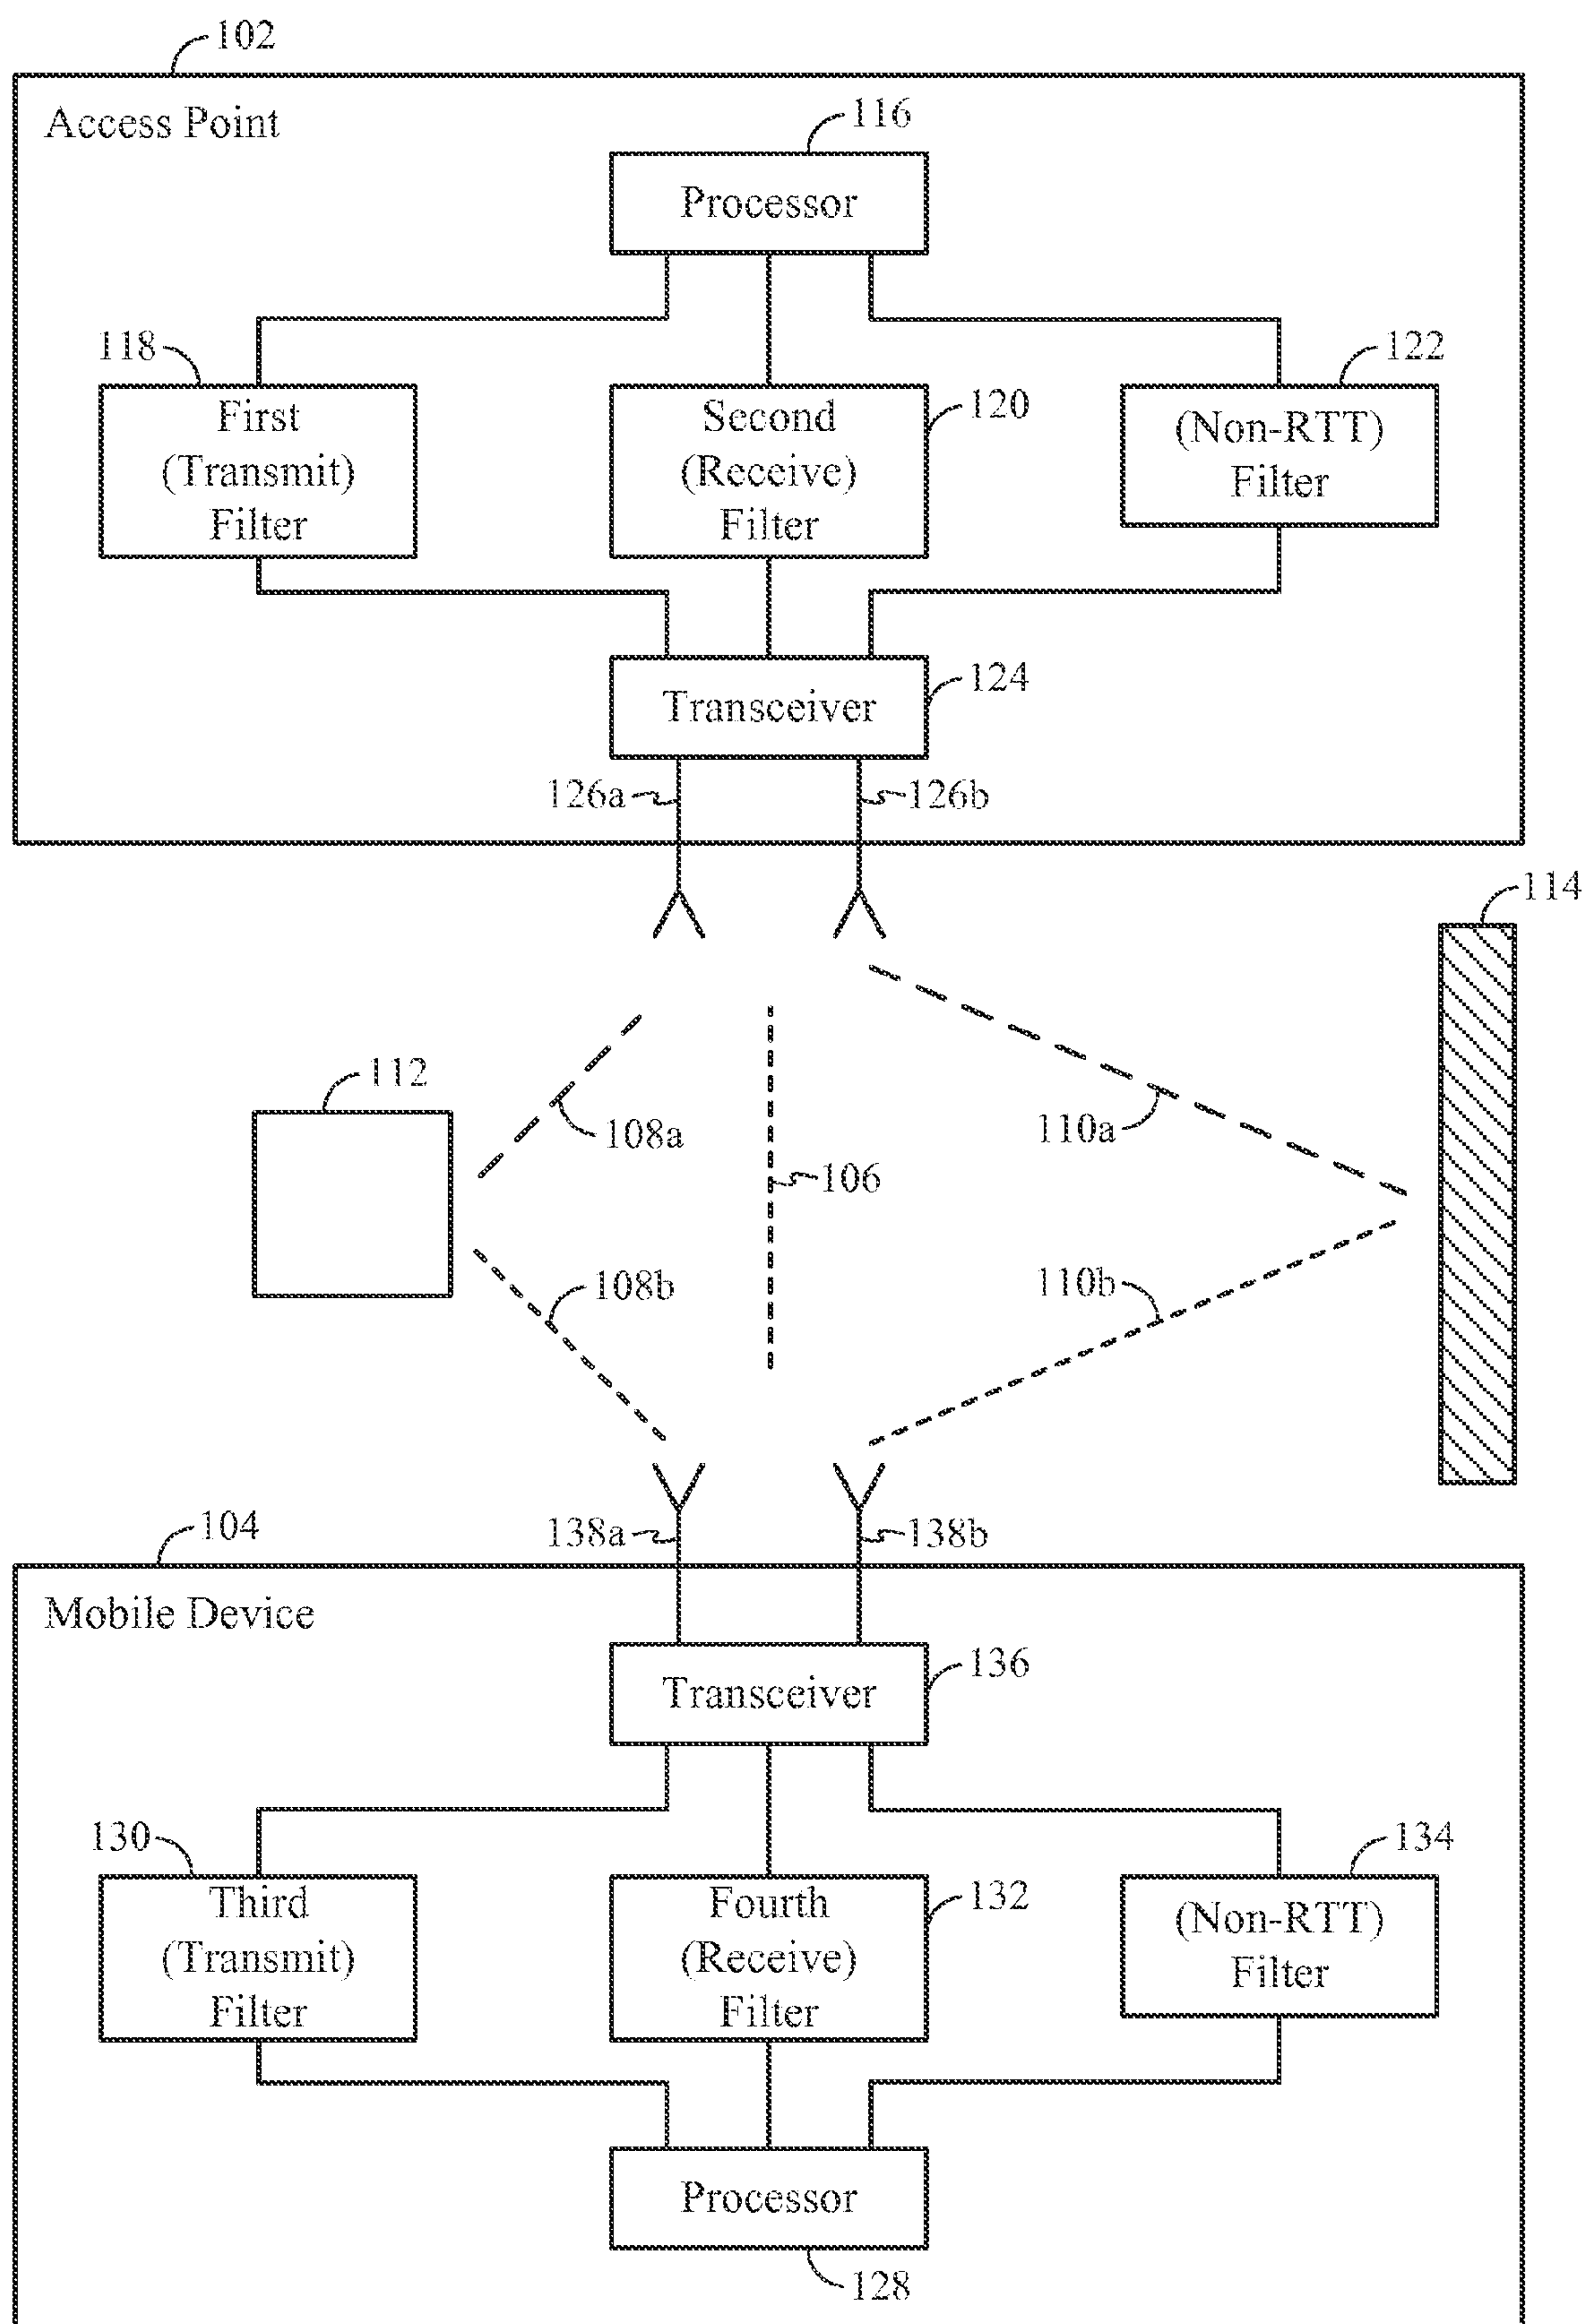 102
Access Point
116
Processor
118
First
(Transmit)
Filter
Second
(Receive)
Filter
120
122
(Non-RTT)
Filter
Transceiver
124
126a
126b
114
112
108a
110a
106
108b
110b
104
138a
138b
Mobile Device
Transceiver
136
130
Third
(Transmit)
Filter
Fourth
(Receive)
Filter
132
134
(Non-RTT)
Filter
Processor
128